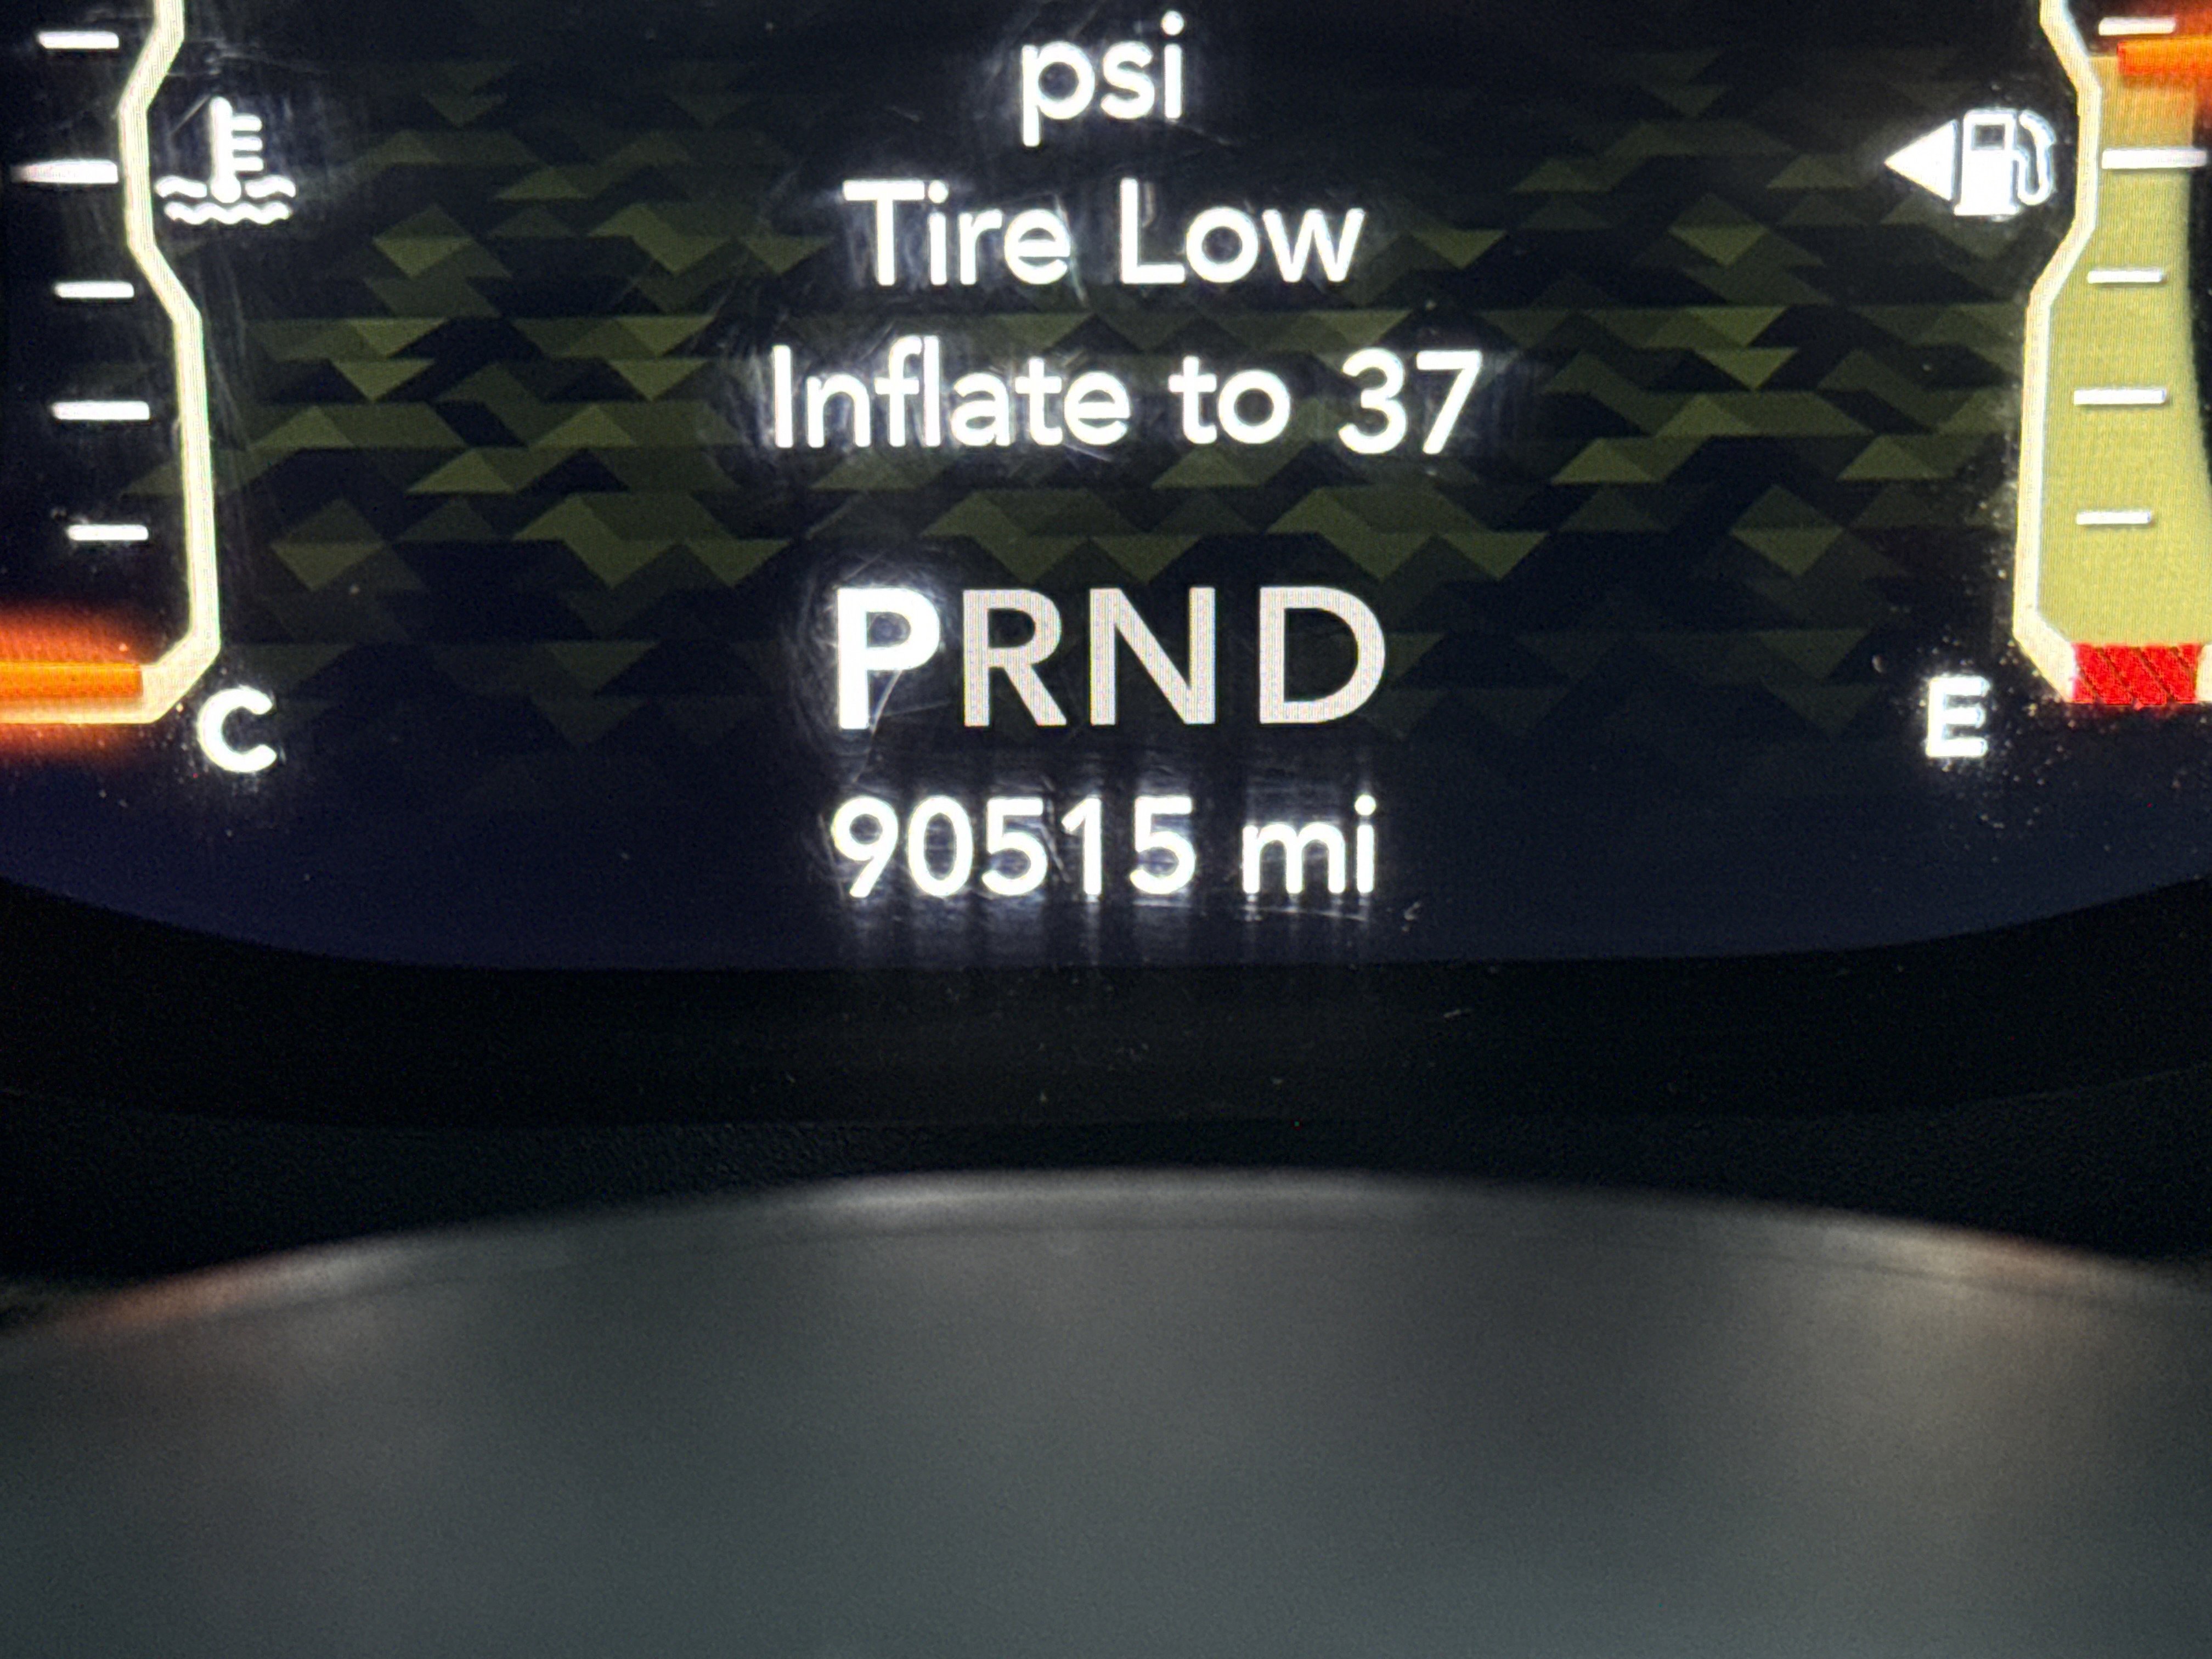 psi
Tire Low
Inflate to 37
PRND
C
E
90515 mi